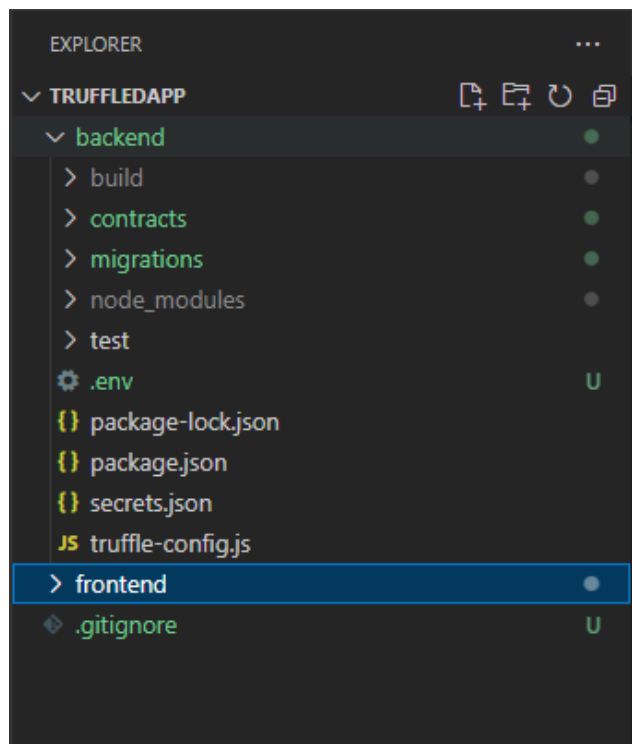 EXPLORER ...
TRUFFLEDAPP
backend
build
contracts
migrations
node_modules
test
.env U
{} package-lock.json
{} package.json
{} secrets.json
JS truffle-config.js
frontend
.gitignore U